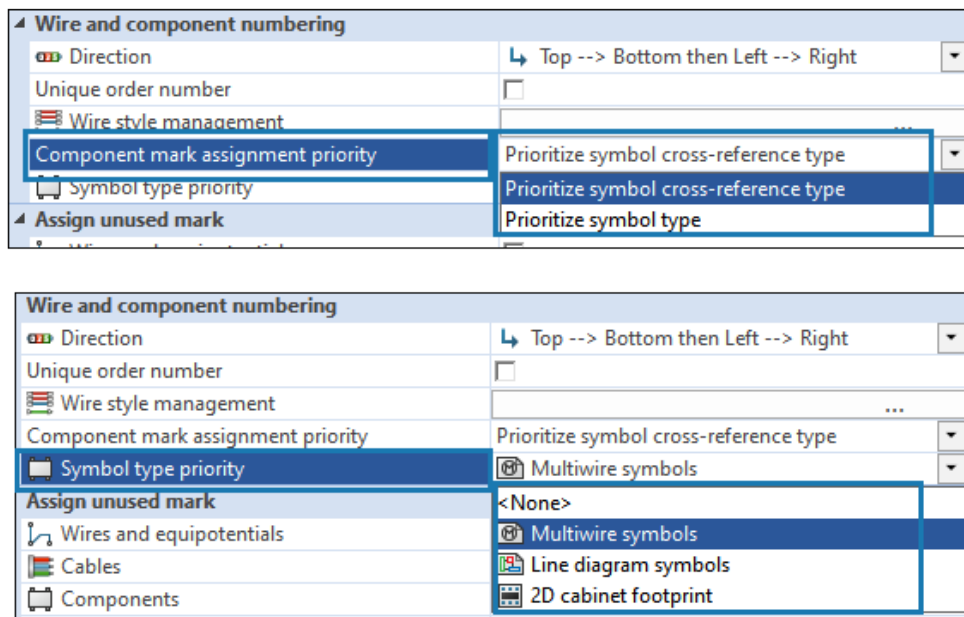 Wire and component numbering
Direction Top --> Bottom then Left --> Right
Unique order number
Wire style management ...
Component mark assignment priority Prioritize symbol cross-reference type
Symbol type priority Prioritize symbol cross-reference type
Assign unused mark Prioritize symbol type
Wire and component numbering
Direction Top --> Bottom then Left --> Right
Unique order number
Wire style management ...
Component mark assignment priority Prioritize symbol cross-reference type
Symbol type priority Multiwire symbols
Assign unused mark <None>
Wires and equipotentials Multiwire symbols
Cables Line diagram symbols
Components 2D cabinet footprint